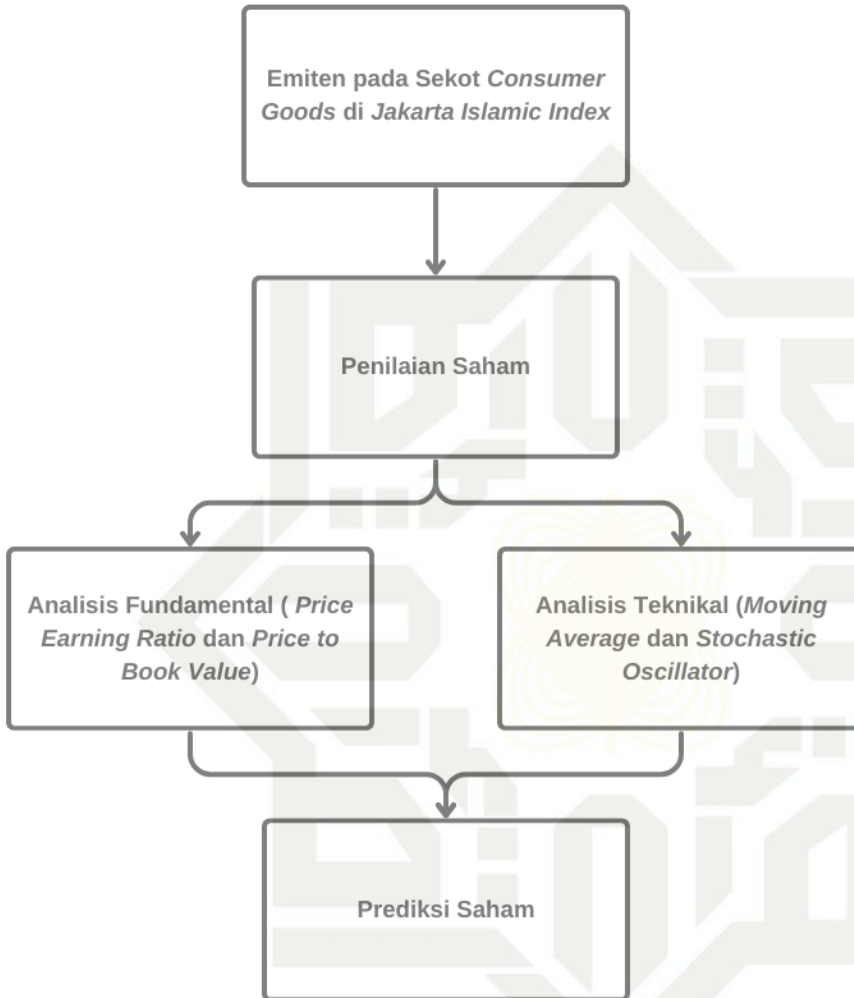 Emiten pada Sekot Consumer
Goods di Jakarta Islamic Index
Penilaian Saham
Analisis Fundamental ( Price
Earning Ratio dan Price to
Book Value)
Analisis Teknikal (Moving
Average dan Stochastic
Oscillator)
Prediksi Saham